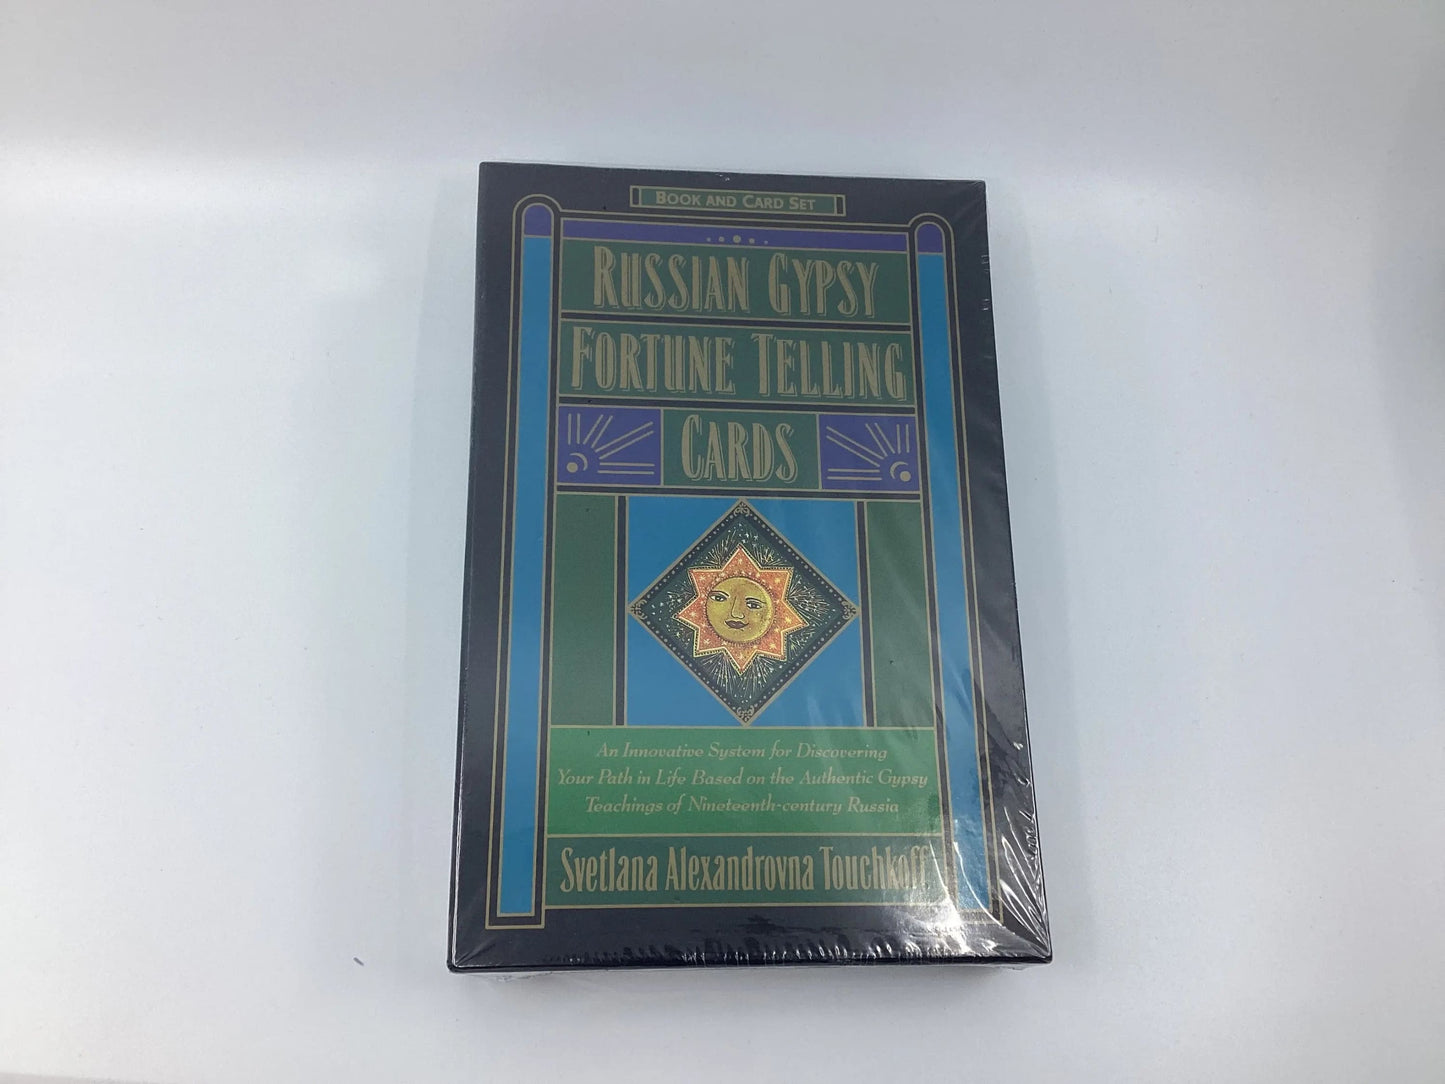 BOOK AND CARD SET
RUSSIAN GYPSY
FORTUNE TELLING
CARDS
An Innovative System for Discovering
Your Path in Life Based on the Authentic Gypsy
Teachings of Nineteenth-century Russia
Svetlana Alexandrovna Touchkoff